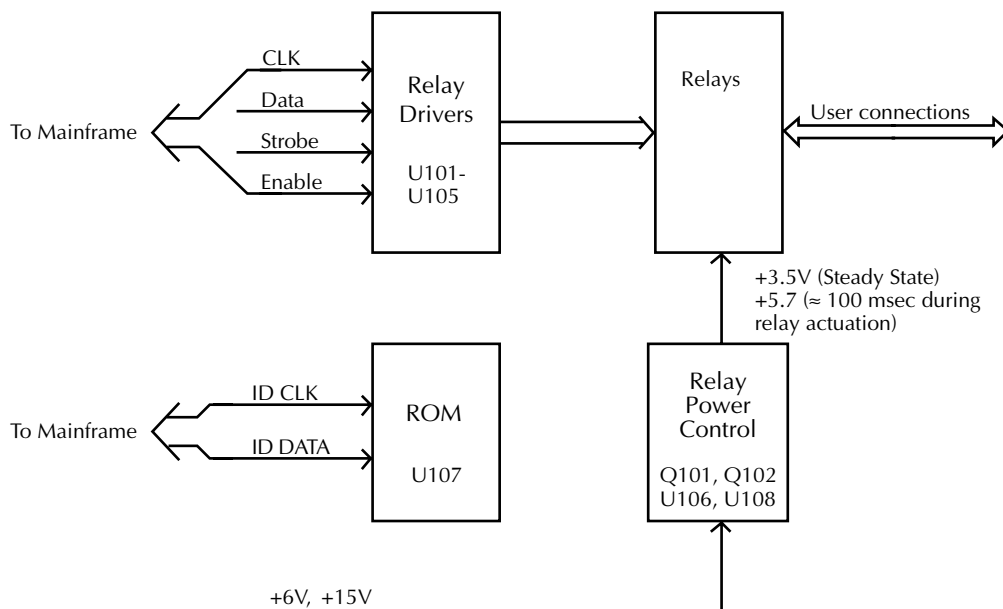 CLK
Data
Strobe
Enable
To Mainframe
Relay
Drivers
U101-
U105
Relays
User connections
+3.5V (Steady State)
+5.7 (≈ 100 msec during
relay actuation)
To Mainframe
ID CLK
ID DATA
ROM
U107
Relay
Power
Control
Q101, Q102
U106, U108
+6V, +15V